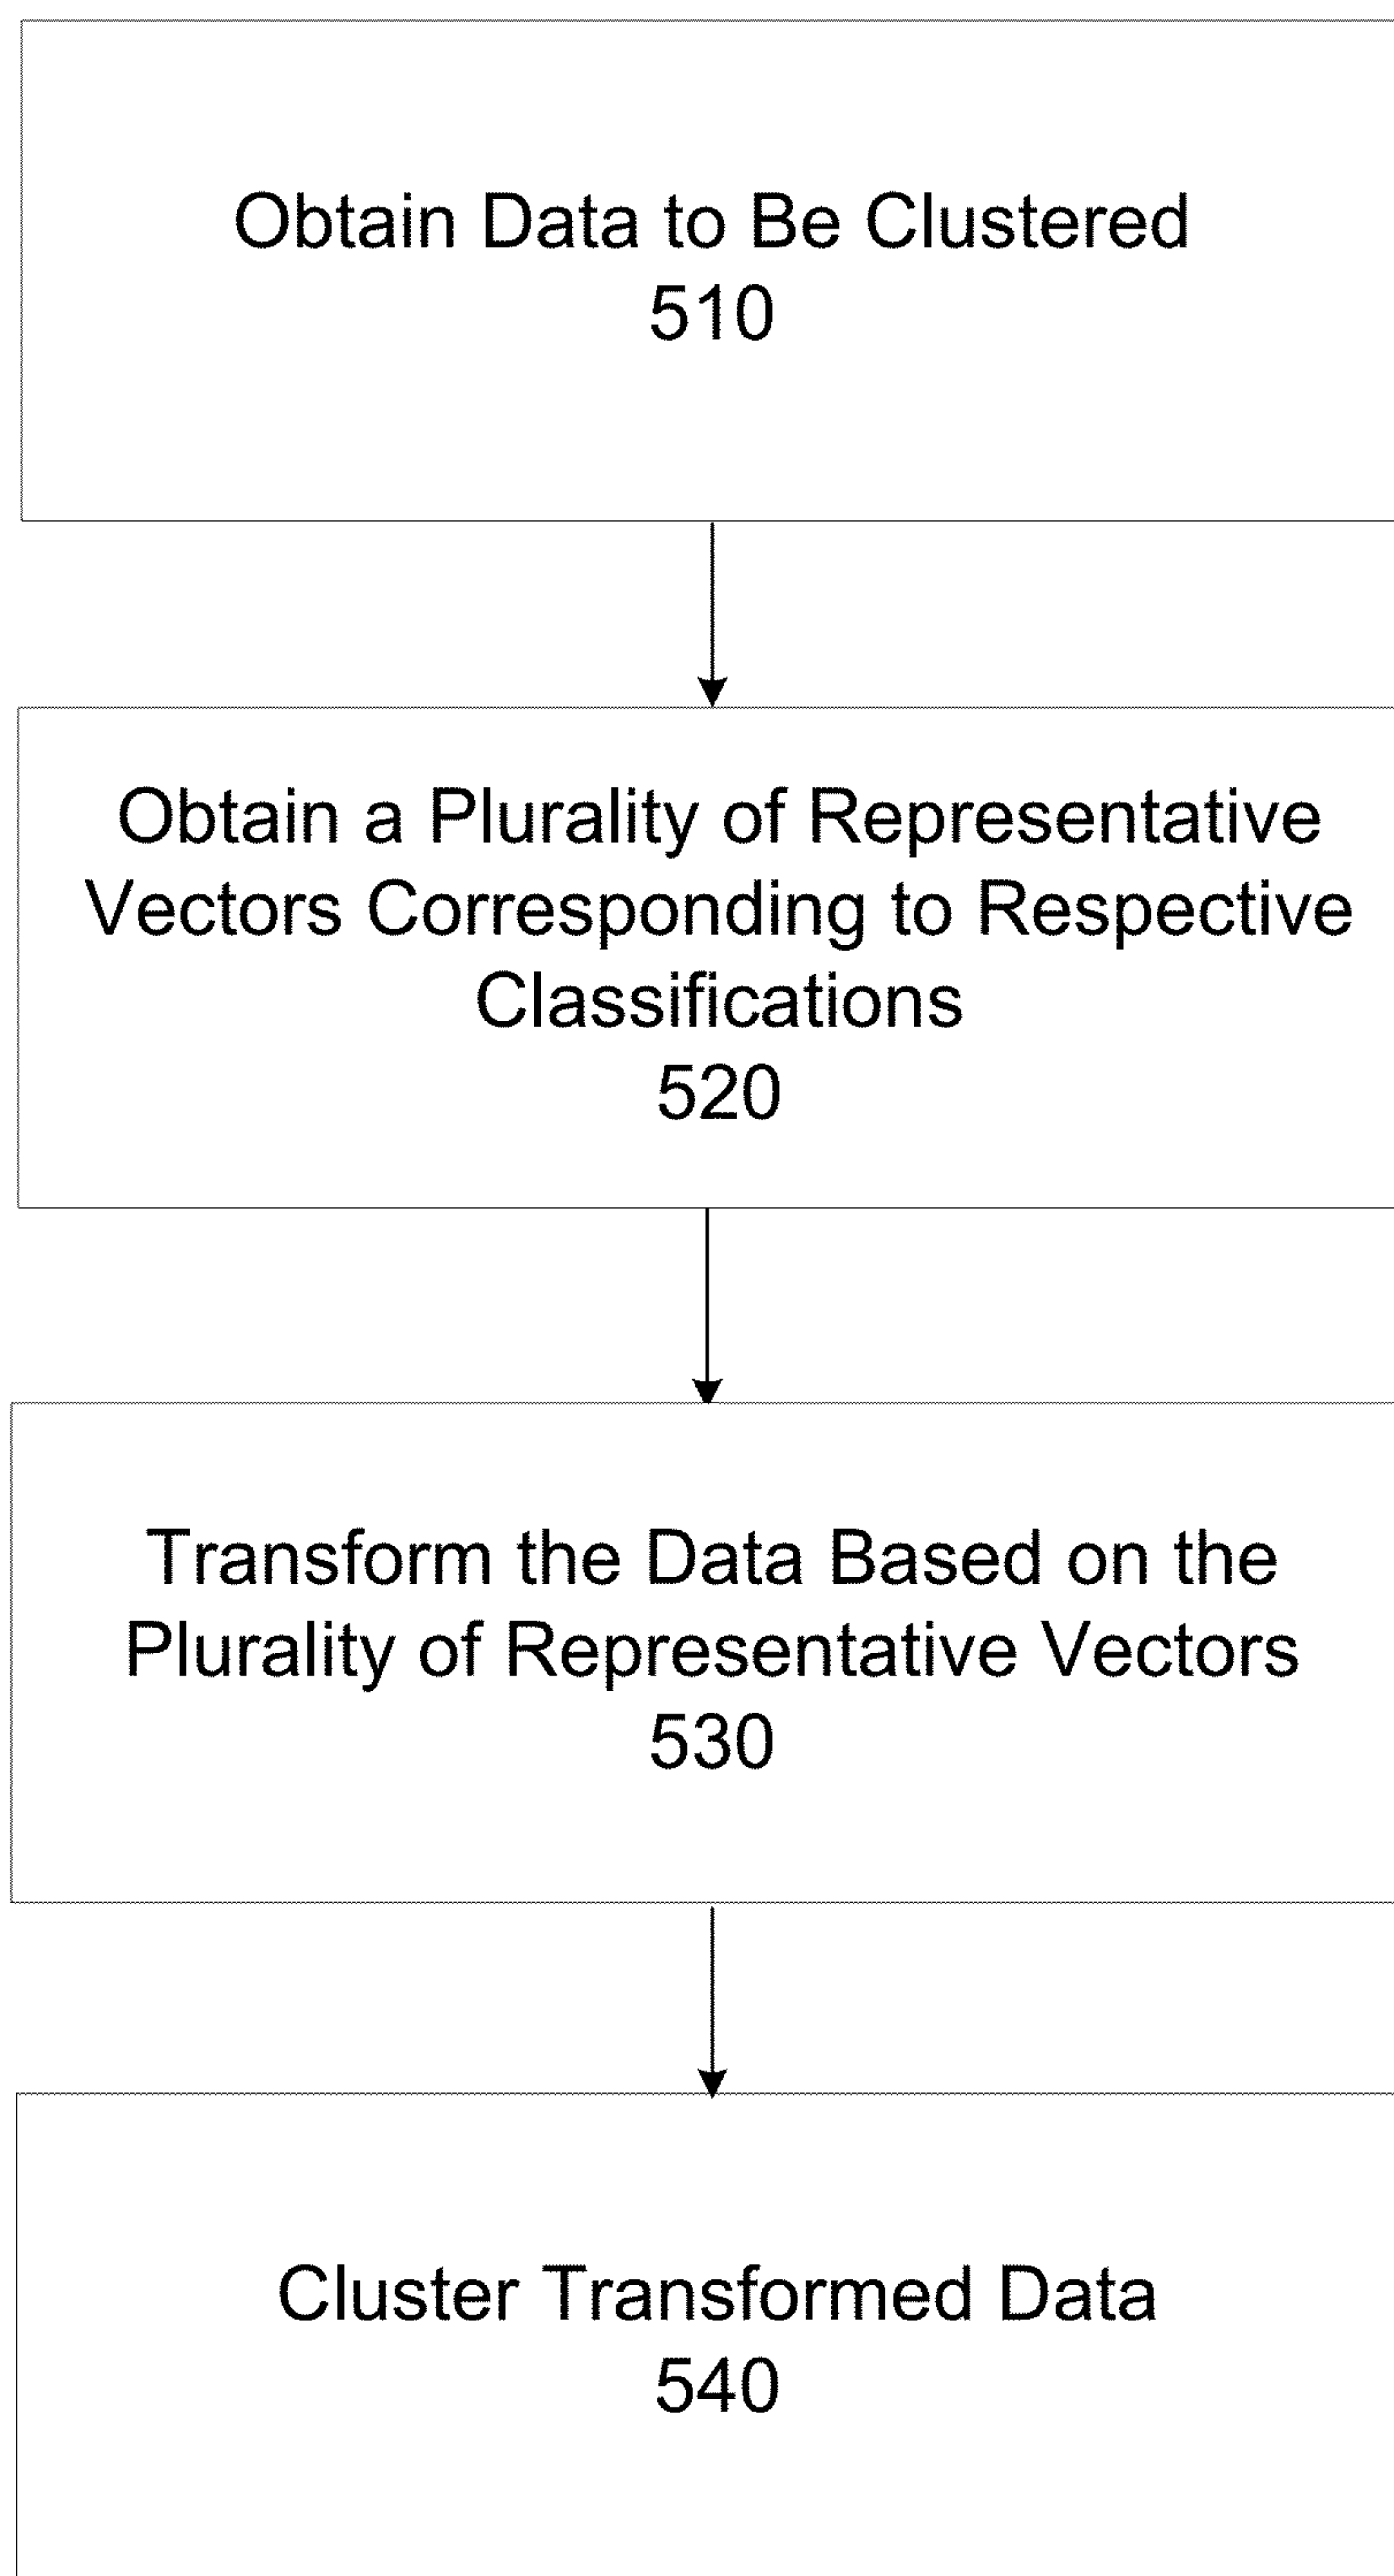 Obtain Data to Be Clustered
510
Obtain a Plurality of Representative
Vectors Corresponding to Respective
Classifications
520
Transform the Data Based on the
Plurality of Representative Vectors
530
Cluster Transformed Data
540